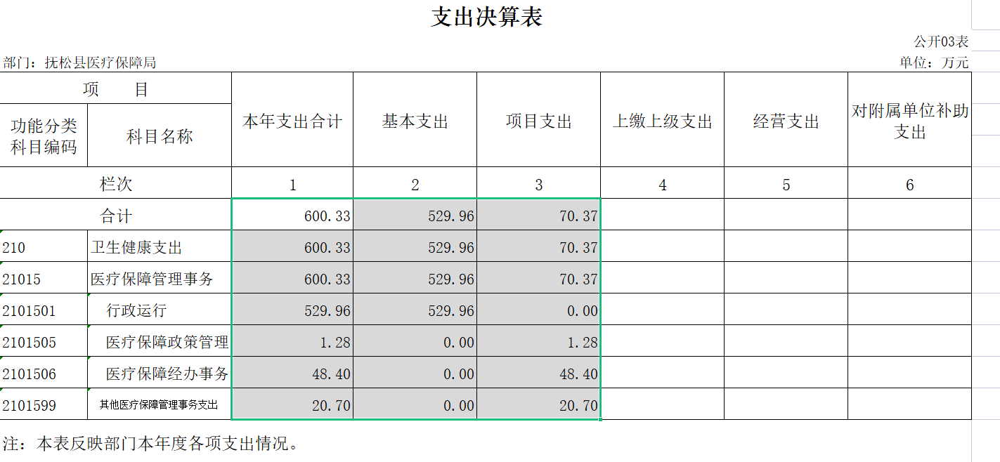 支出决算表
公开03表
部门：抚松县医疗保障局 单位：万元
项 目 本年支出合计 基本支出 项目支出 上缴上级支出 经营支出 对附属单位补助
支出
功能分类
科目编码 科目名称
栏次 1 2 3 4 5 6
合计 600.33 529.96 70.37
210 卫生健康支出 600.33 529.96 70.37
21015 医疗保障管理事务 600.33 529.96 70.37
2101501 行政运行 529.96 529.96 0.00
2101505 医疗保障政策管理 1.28 0.00 1.28
2101506 医疗保障经办事务 48.40 0.00 48.40
2101599 其他医疗保障管理事务支出 20.70 0.00 20.70
注：本表反映部门本年度各项支出情况。